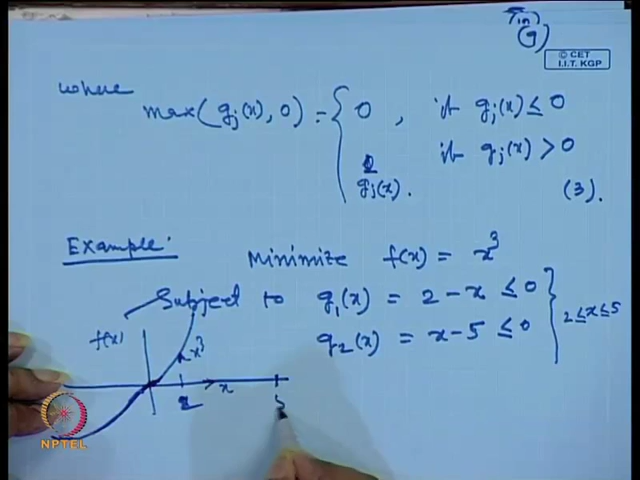 (9)
© CET
I.I.T. KGP
where
max(gj(x), 0) = { 0 , if gj(x) ≤ 0
if gj(x) > 0
gj(x).
(3).
Example:
Minimize f(x) = x³
Subject to g₁(x) = 2 - x ≤ 0
g₂(x) = x - 5 ≤ 0
} 2 ≤ x ≤ 5
f(x)
x³
x
2
5
NPTEL